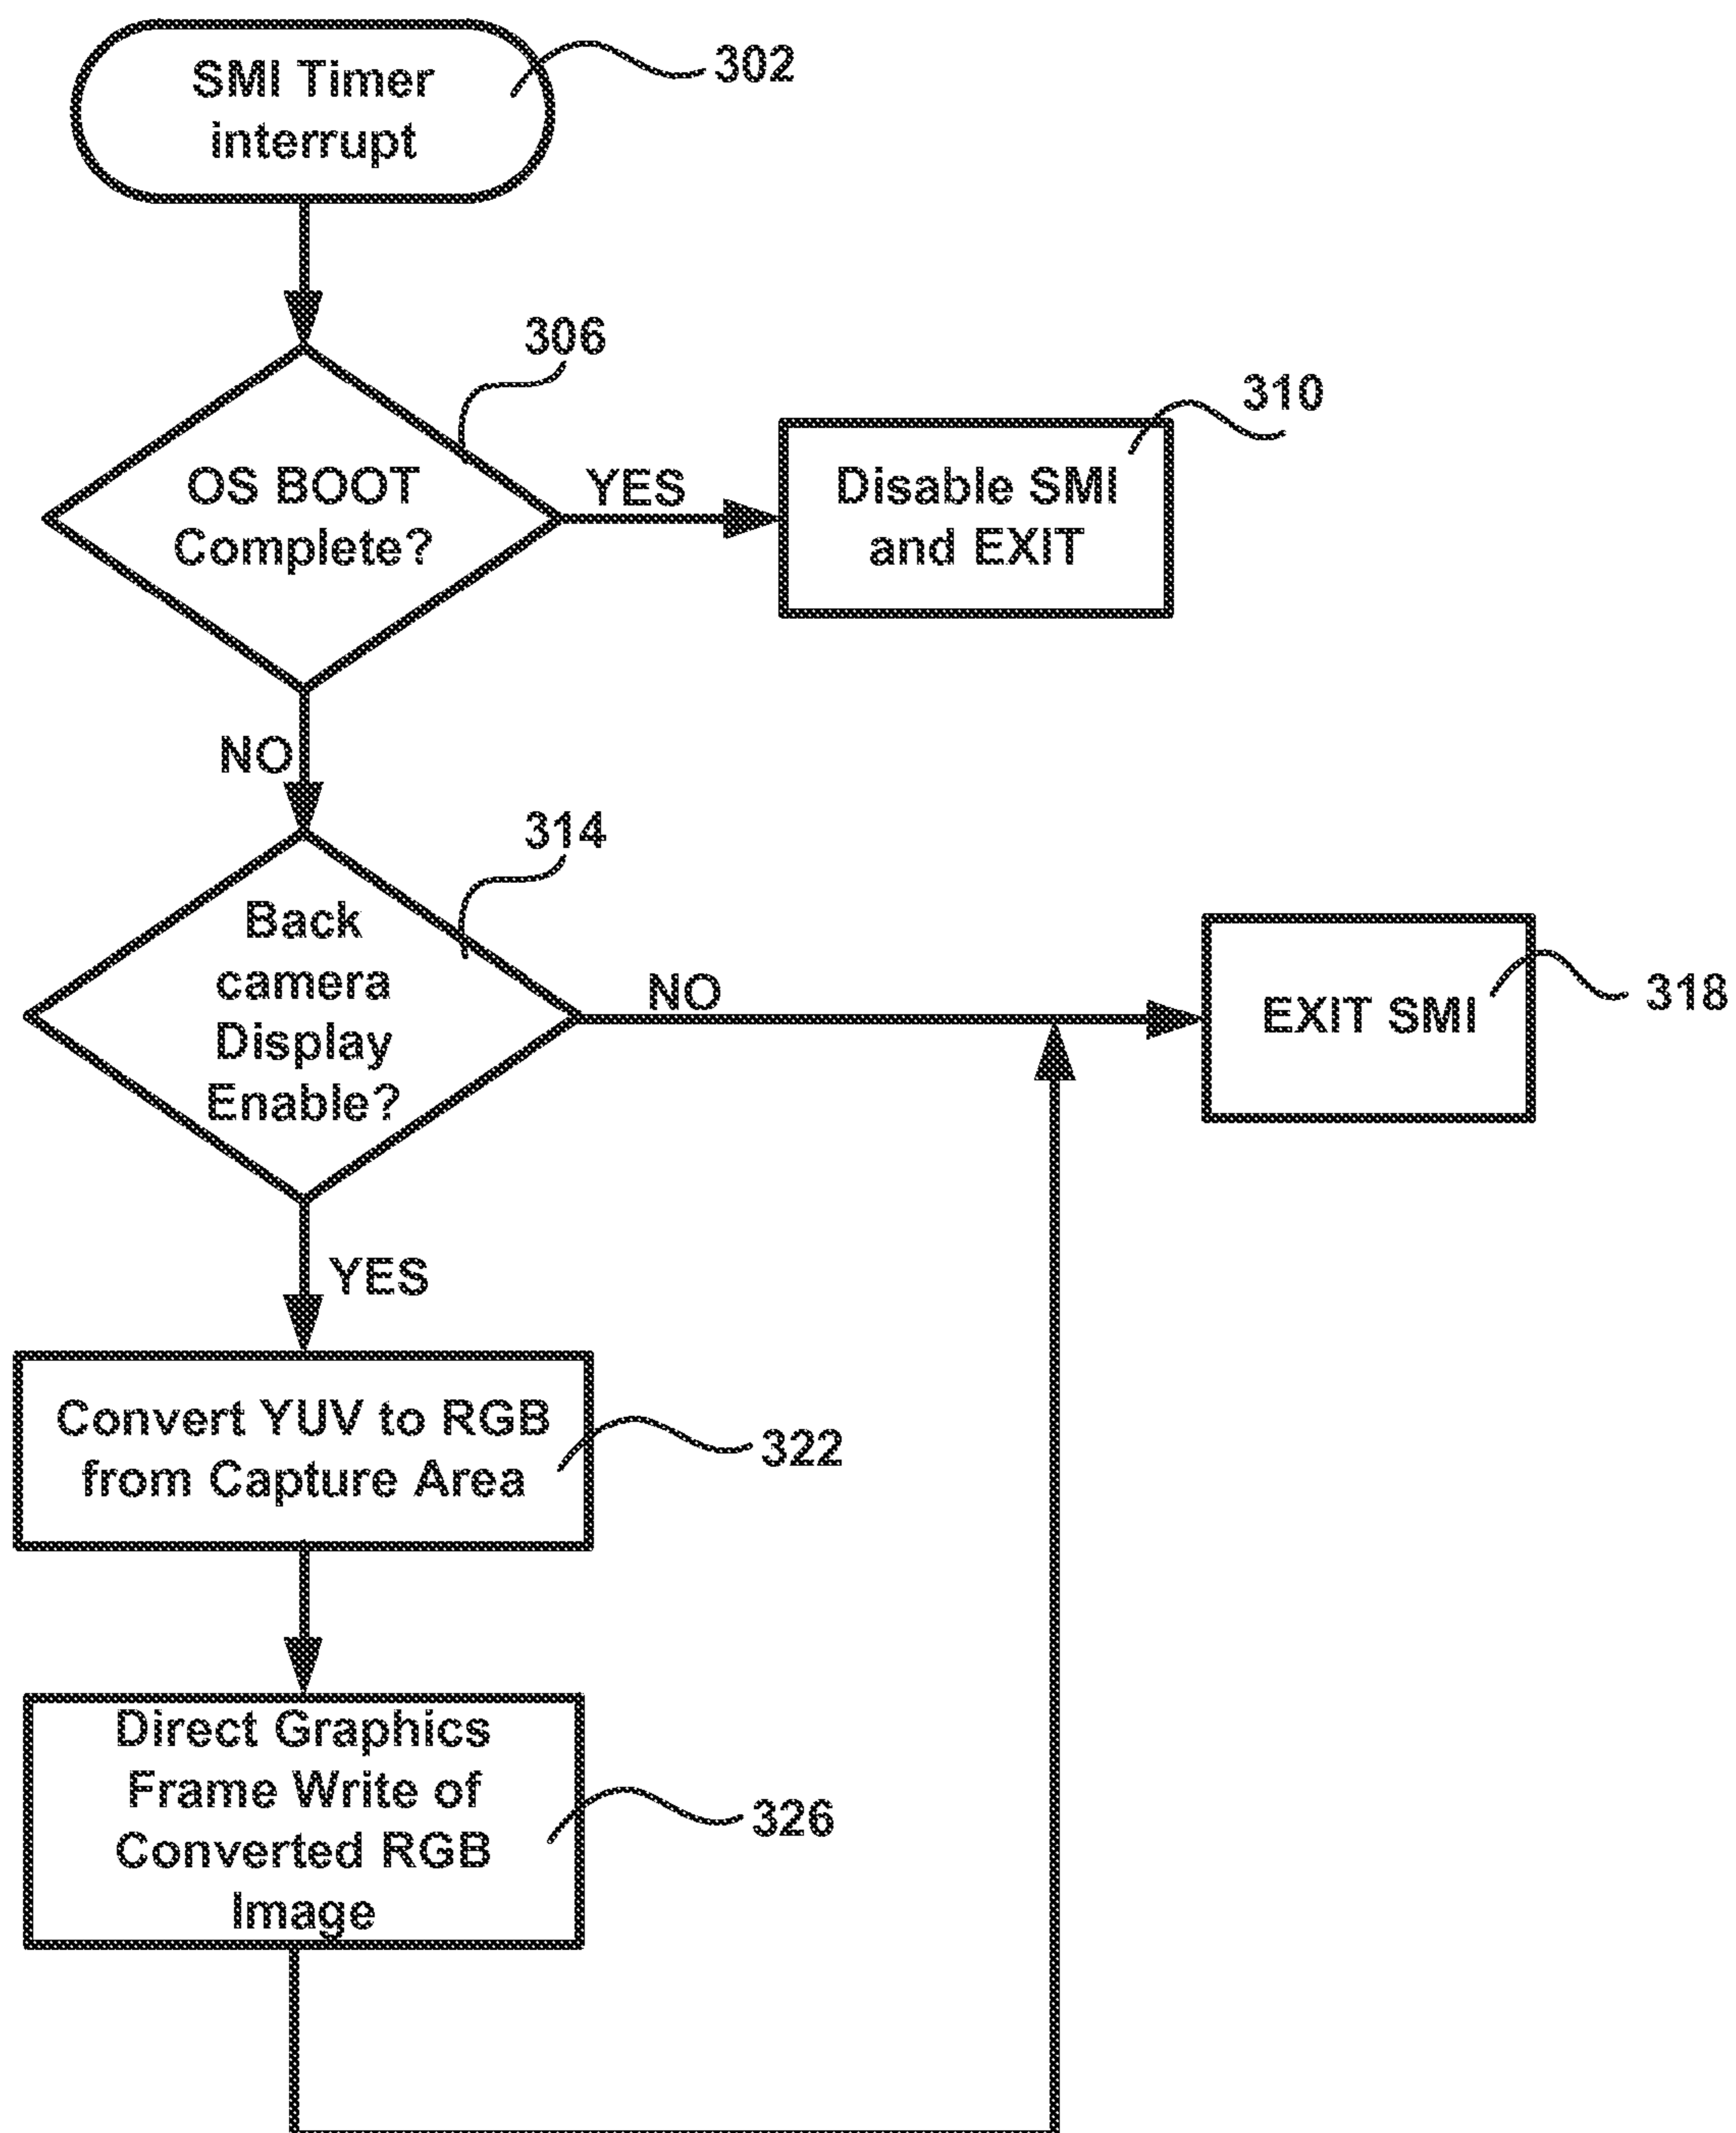 SMI Timer
interrupt
302
306
OS BOOT
Complete?
YES
310
Disable SMI
and EXIT
NO
314
Back
camera
Display
Enable?
NO
EXIT SMI
318
YES
Convert YUV to RGB
from Capture Area
322
Direct Graphics
Frame Write of
Converted RGB
Image
326